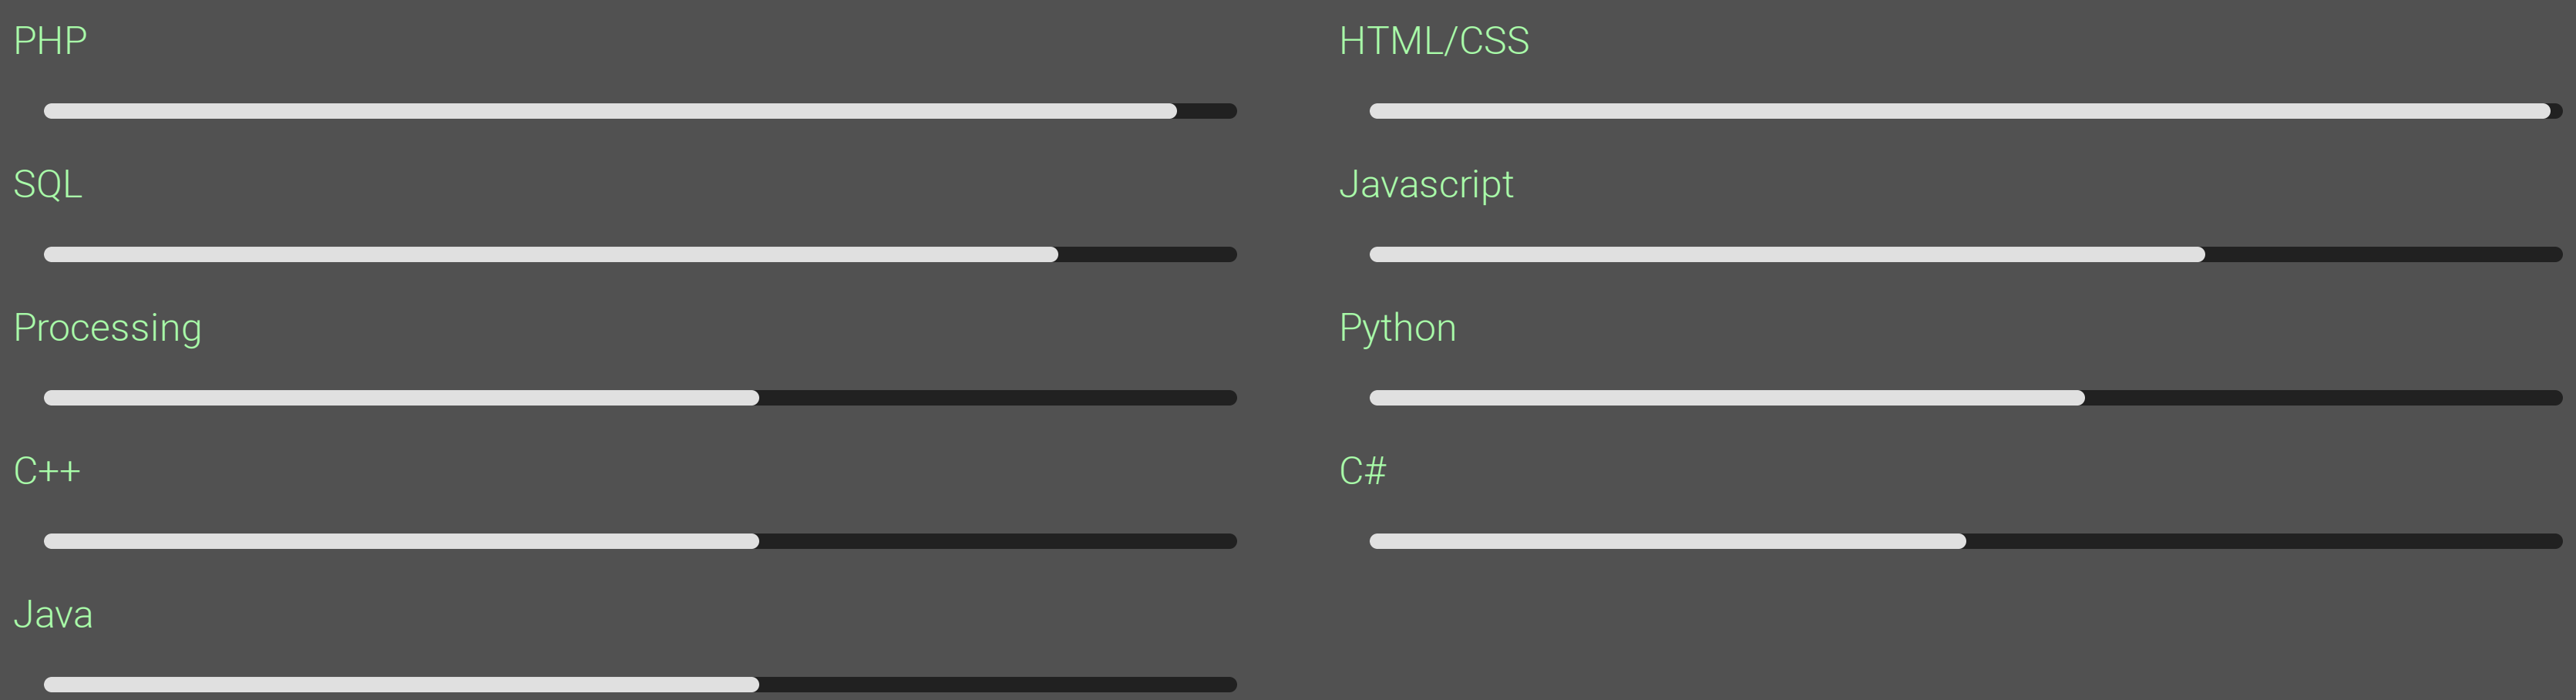 PHP
HTML/CSS
SQL
Javascript
Processing
Python
C++
C#
Java